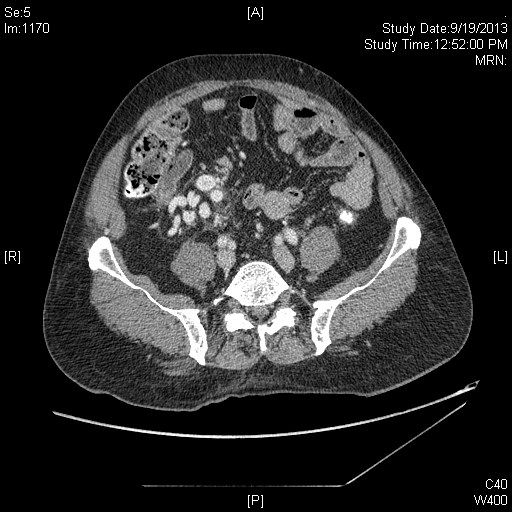 Se:5
Im:1170
[A]
Study Date:9/19/2013
Study Time:12:52:00 PM
MRN:
[R]
[L]
[P]
C40
W400